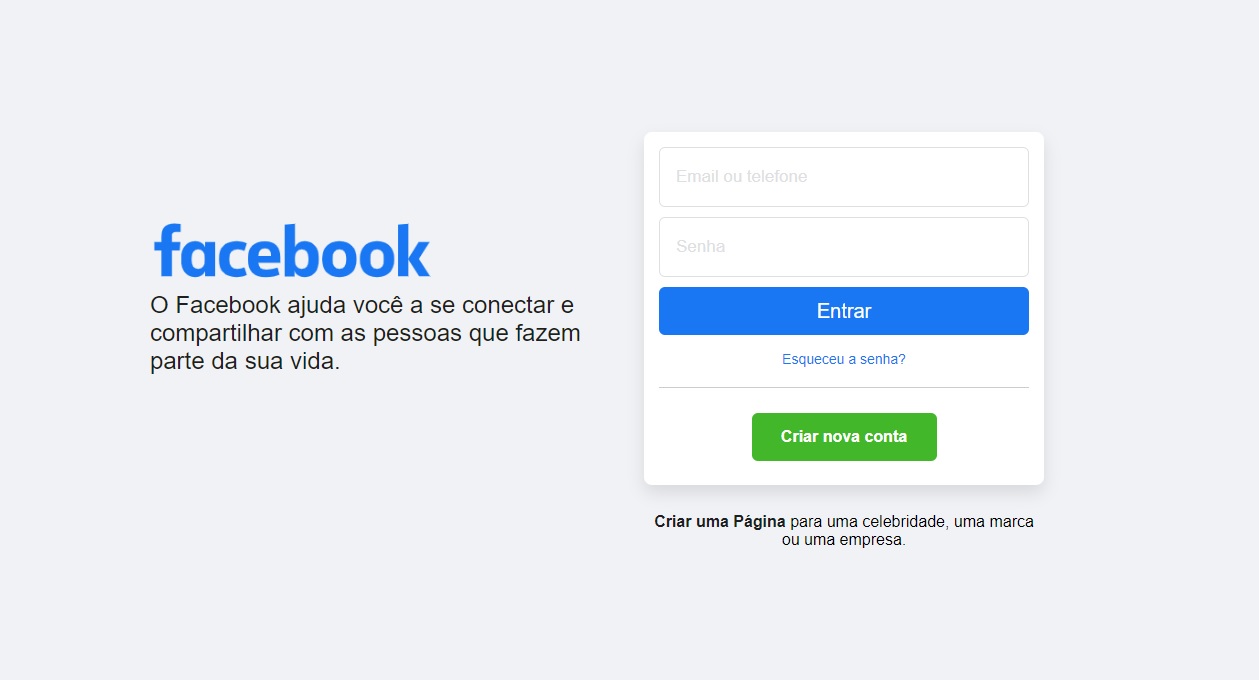 facebook
O Facebook ajuda você a se conectar e
compartilhar com as pessoas que fazem
parte da sua vida.
Email ou telefone
Senha
Entrar
Esqueceu a senha?
Criar nova conta
Criar uma Página para uma celebridade, uma marca
ou uma empresa.